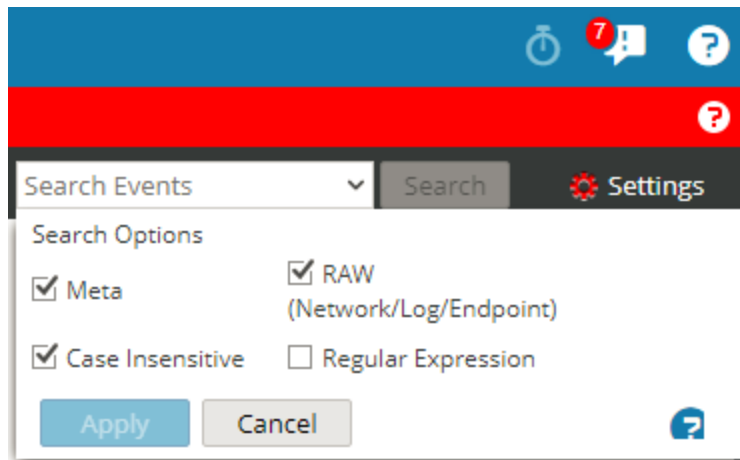 7
?
?
Search Events
Search
Settings
Search Options
Meta
RAW
(Network/Log/Endpoint)
Case Insensitive
Regular Expression
Apply
Cancel
?